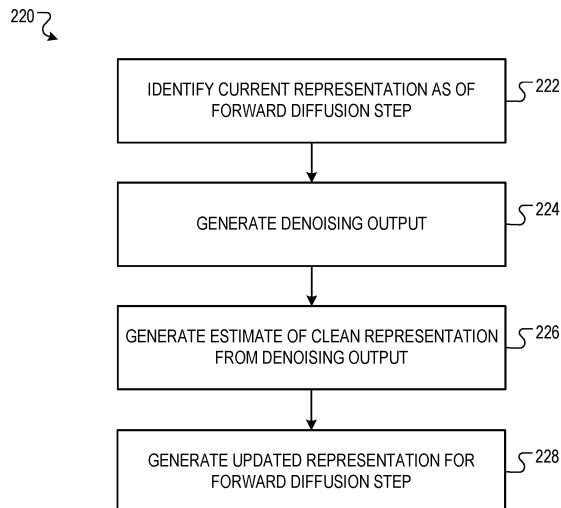 220
IDENTIFY CURRENT REPRESENTATION AS OF
FORWARD DIFFUSION STEP
222
GENERATE DENOISING OUTPUT
224
GENERATE ESTIMATE OF CLEAN REPRESENTATION
FROM DENOISING OUTPUT
226
GENERATE UPDATED REPRESENTATION FOR
FORWARD DIFFUSION STEP
228